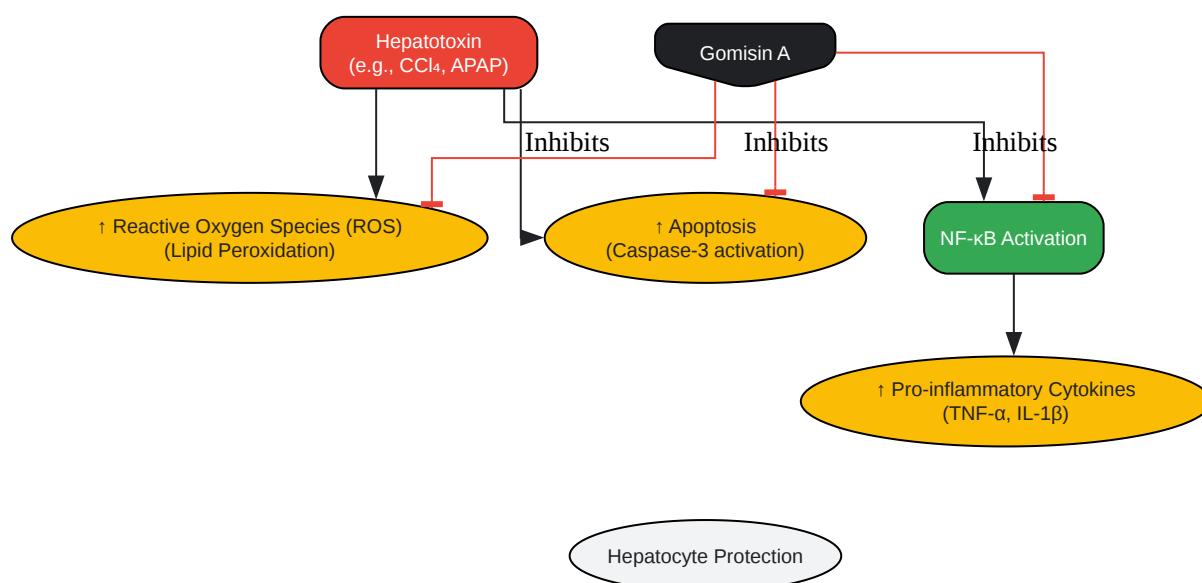 Hepatotoxin
(e.g., CCl₄, APAP)
Gomisin A
Inhibits
Inhibits
Inhibits
↑ Reactive Oxygen Species (ROS)
(Lipid Peroxidation)
↑ Apoptosis
(Caspase-3 activation)
NF-κB Activation
↑ Pro-inflammatory Cytokines
(TNF-α, IL-1β)
Hepatocyte Protection